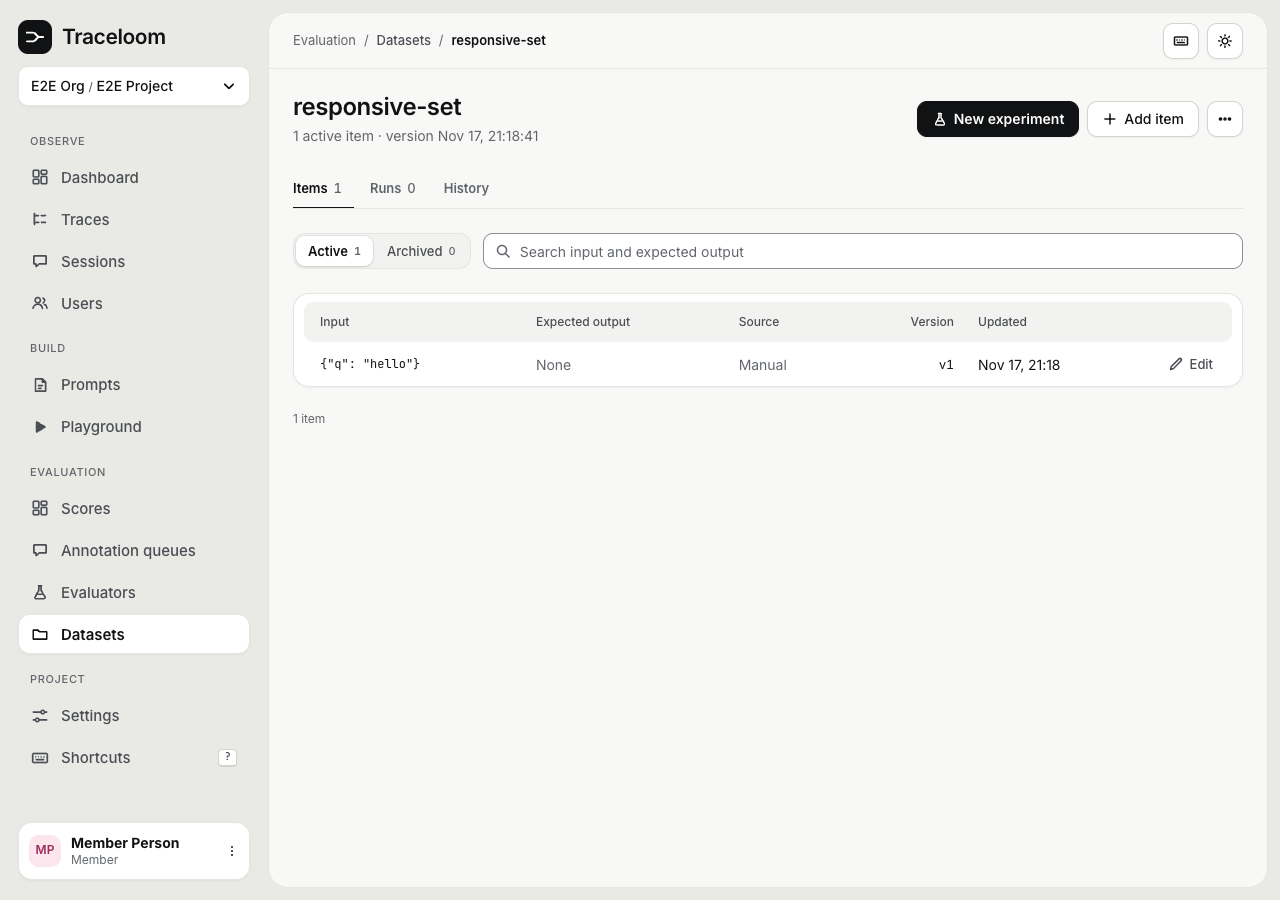 Traceloom
E2E Org / E2E Project
OBSERVE
Dashboard
Traces
Sessions
Users
BUILD
Prompts
Playground
EVALUATION
Scores
Annotation queues
Evaluators
Datasets
PROJECT
Settings
Shortcuts ?
MP Member Person
Member
Evaluation / Datasets / responsive-set
responsive-set
1 active item · version Nov 17, 21:18:41
New experiment
Add item
Items 1 Runs 0 History
Active 1 Archived 0 Search input and expected output
Input Expected output Source Version Updated
{"q": "hello"} None Manual v1 Nov 17, 21:18 Edit
1 item